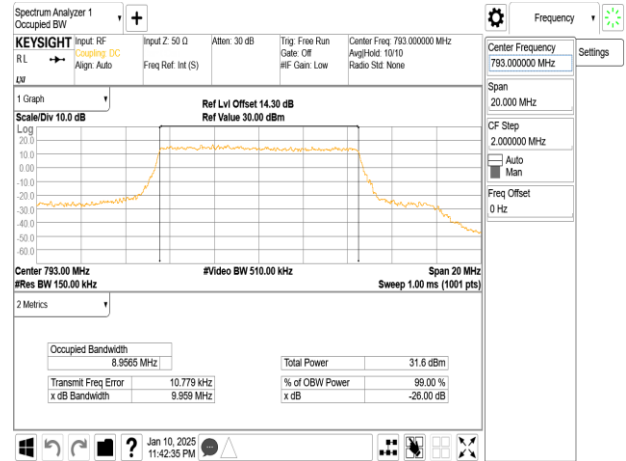 Spectrum Analyzer 1
Occupied BW
+
Frequency
KEYSIGHT
RL
LXI
Input: RF
Coupling: DC
Align: Auto
Input Z: 50 Ω
Freq Ref: Int (S)
Atten: 30 dB
Trig: Free Run
Gate: Off
#IF Gain: Low
Center Freq: 793.000000 MHz
Avg|Hold: 10/10
Radio Std: None
Center Frequency
793.000000 MHz
Settings
Span
20.000 MHz
CF Step
2.000000 MHz
Auto
Man
Freq Offset
0 Hz
1 Graph
Scale/Div 10.0 dB
Ref Lvl Offset 14.30 dB
Ref Value 30.00 dBm
Log
20.0
10.0
0.00
-10.0
-20.0
-30.0
-40.0
-50.0
-60.0
Center 793.00 MHz
#Video BW 510.00 kHz
Span 20 MHz
#Res BW 150.00 kHz
Sweep 1.00 ms (1001 pts)
2 Metrics
Occupied Bandwidth
8.9565 MHz
Total Power 31.6 dBm
Transmit Freq Error 10.779 kHz
% of OBW Power 99.00 %
x dB Bandwidth 9.959 MHz
x dB -26.00 dB
?
Jan 10, 2025
11:42:35 PM